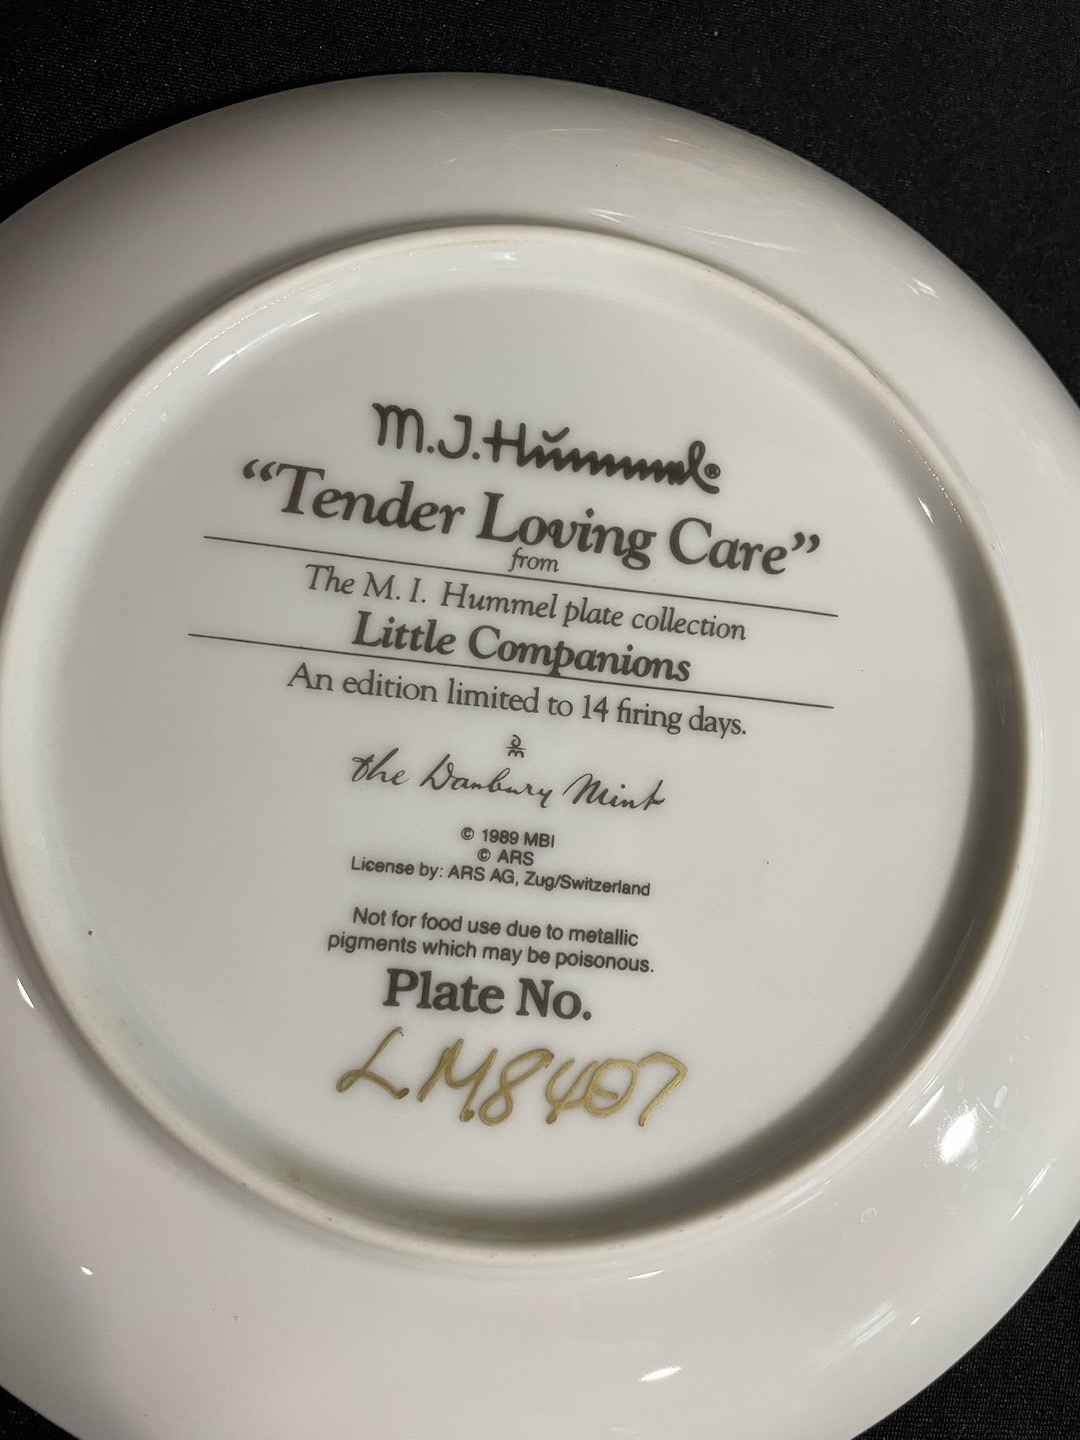 M.J. Hummel®
“Tender Loving Care”
from
The M. I. Hummel plate collection
Little Companions
An edition limited to 14 firing days.
the Danbury Mint
© 1989 MBI
© ARS
License by: ARS AG, Zug/Switzerland
Not for food use due to metallic
pigments which may be poisonous.
Plate No.
LM8407